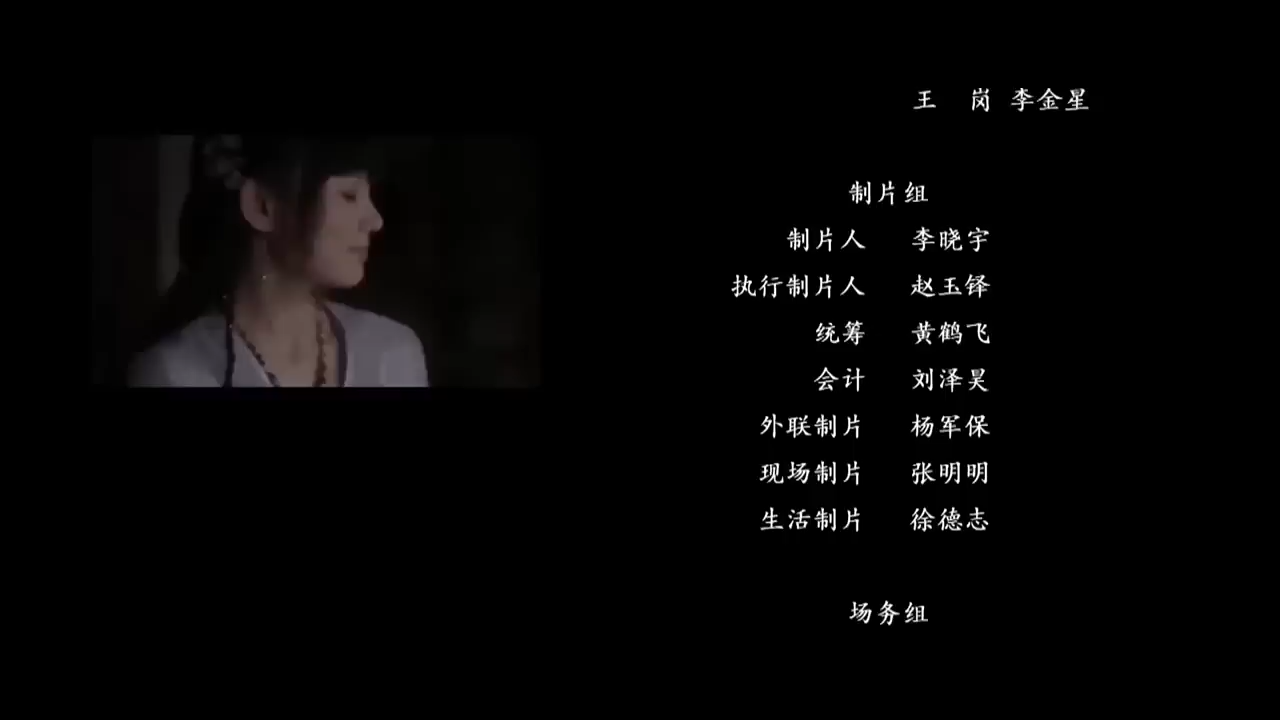 王　岗 李金星
制片组
制片人 李晓宇
执行制片人 赵玉铎
统筹 黄鹤飞
会计 刘泽昊
外联制片 杨军保
现场制片 张明明
生活制片 徐德志
场务组